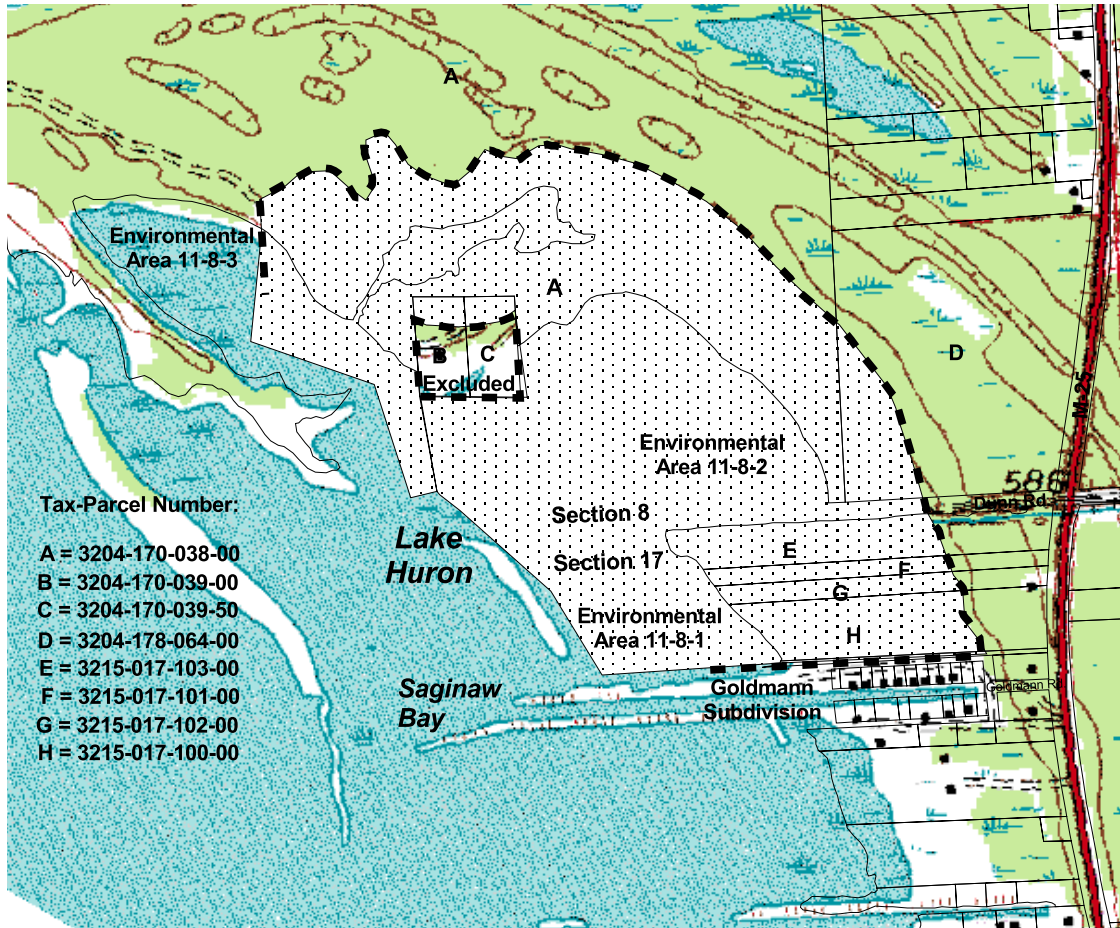 A
Environmental
Area 11-8-3
A
B
C
Excluded
D
M-25
Environmental
Area 11-8-2
586
Dunn Rd.
Tax-Parcel Number:
A = 3204-170-038-00
B = 3204-170-039-00
C = 3204-170-039-50
D = 3204-178-064-00
E = 3215-017-103-00
F = 3215-017-101-00
G = 3215-017-102-00
H = 3215-017-100-00
Lake
Huron
Section 8
Section 17
E
F
G
H
Environmental
Area 11-8-1
Saginaw
Bay
Goldmann
Subdivision
Goldmann Rd